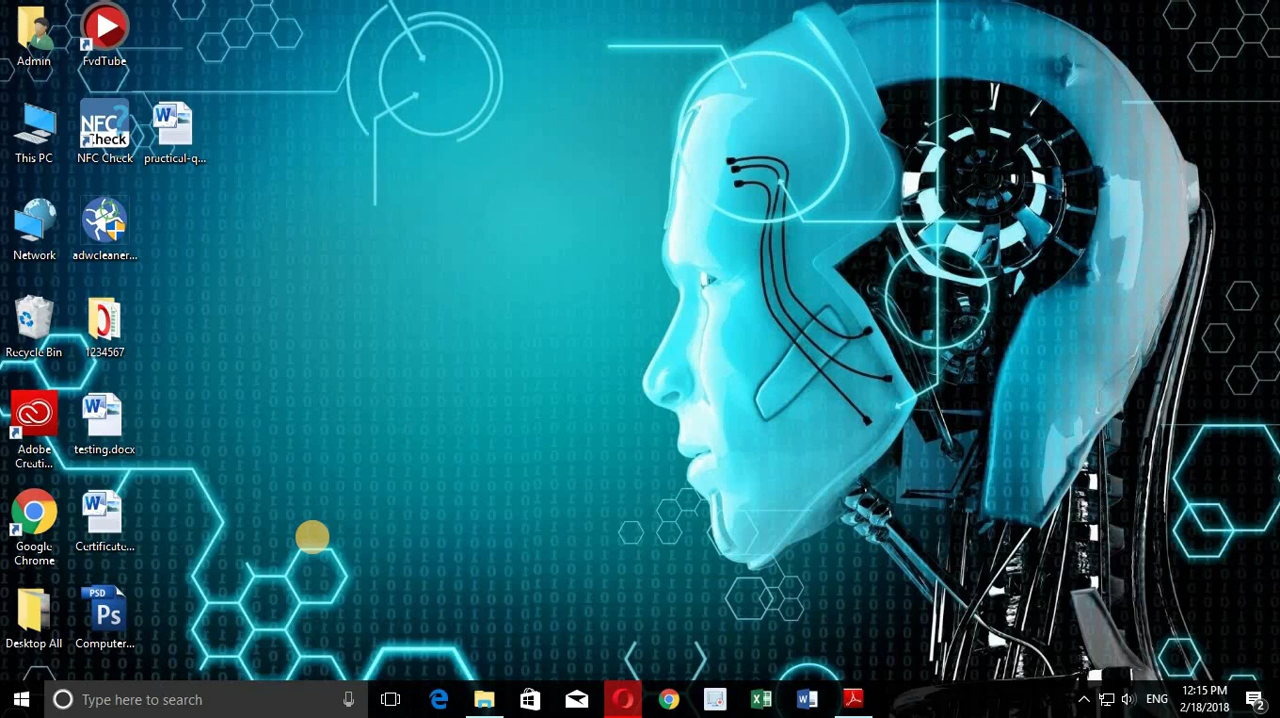 Admin
FvdTube
This PC
NFC
Check
NFC Check
practical-q...
Network
adwcleaner...
Recycle Bin
1234567
Adobe
Creati...
testing.docx
Google
Chrome
Certificate...
Desktop All
PSD
Ps
Computer...
Type here to search
ENG
12:15 PM
2/18/2018
2